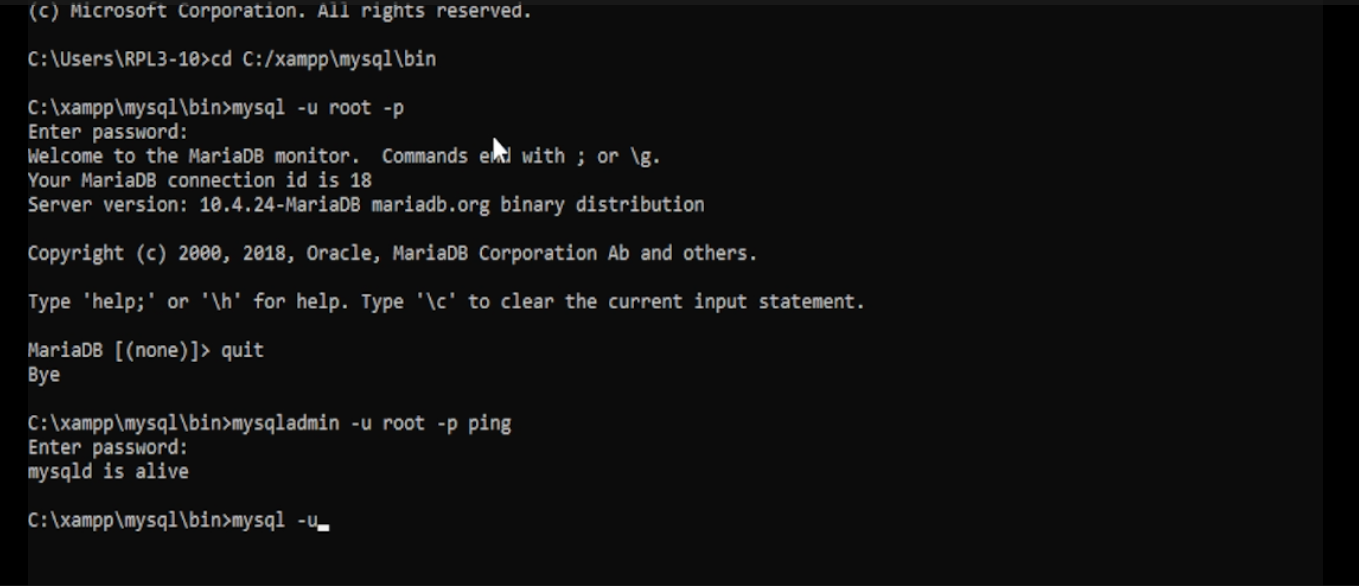 (c) Microsoft Corporation. All rights reserved.
C:\Users\RPL3-10>cd C:/xampp\mysql\bin
C:\xampp\mysql\bin>mysql -u root -p
Enter password:
Welcome to the MariaDB monitor.  Commands end with ; or \g.
Your MariaDB connection id is 18
Server version: 10.4.24-MariaDB mariadb.org binary distribution
Copyright (c) 2000, 2018, Oracle, MariaDB Corporation Ab and others.
Type 'help;' or '\h' for help. Type '\c' to clear the current input statement.
MariaDB [(none)]> quit
Bye
C:\xampp\mysql\bin>mysqladmin -u root -p ping
Enter password:
mysqld is alive
C:\xampp\mysql\bin>mysql -u